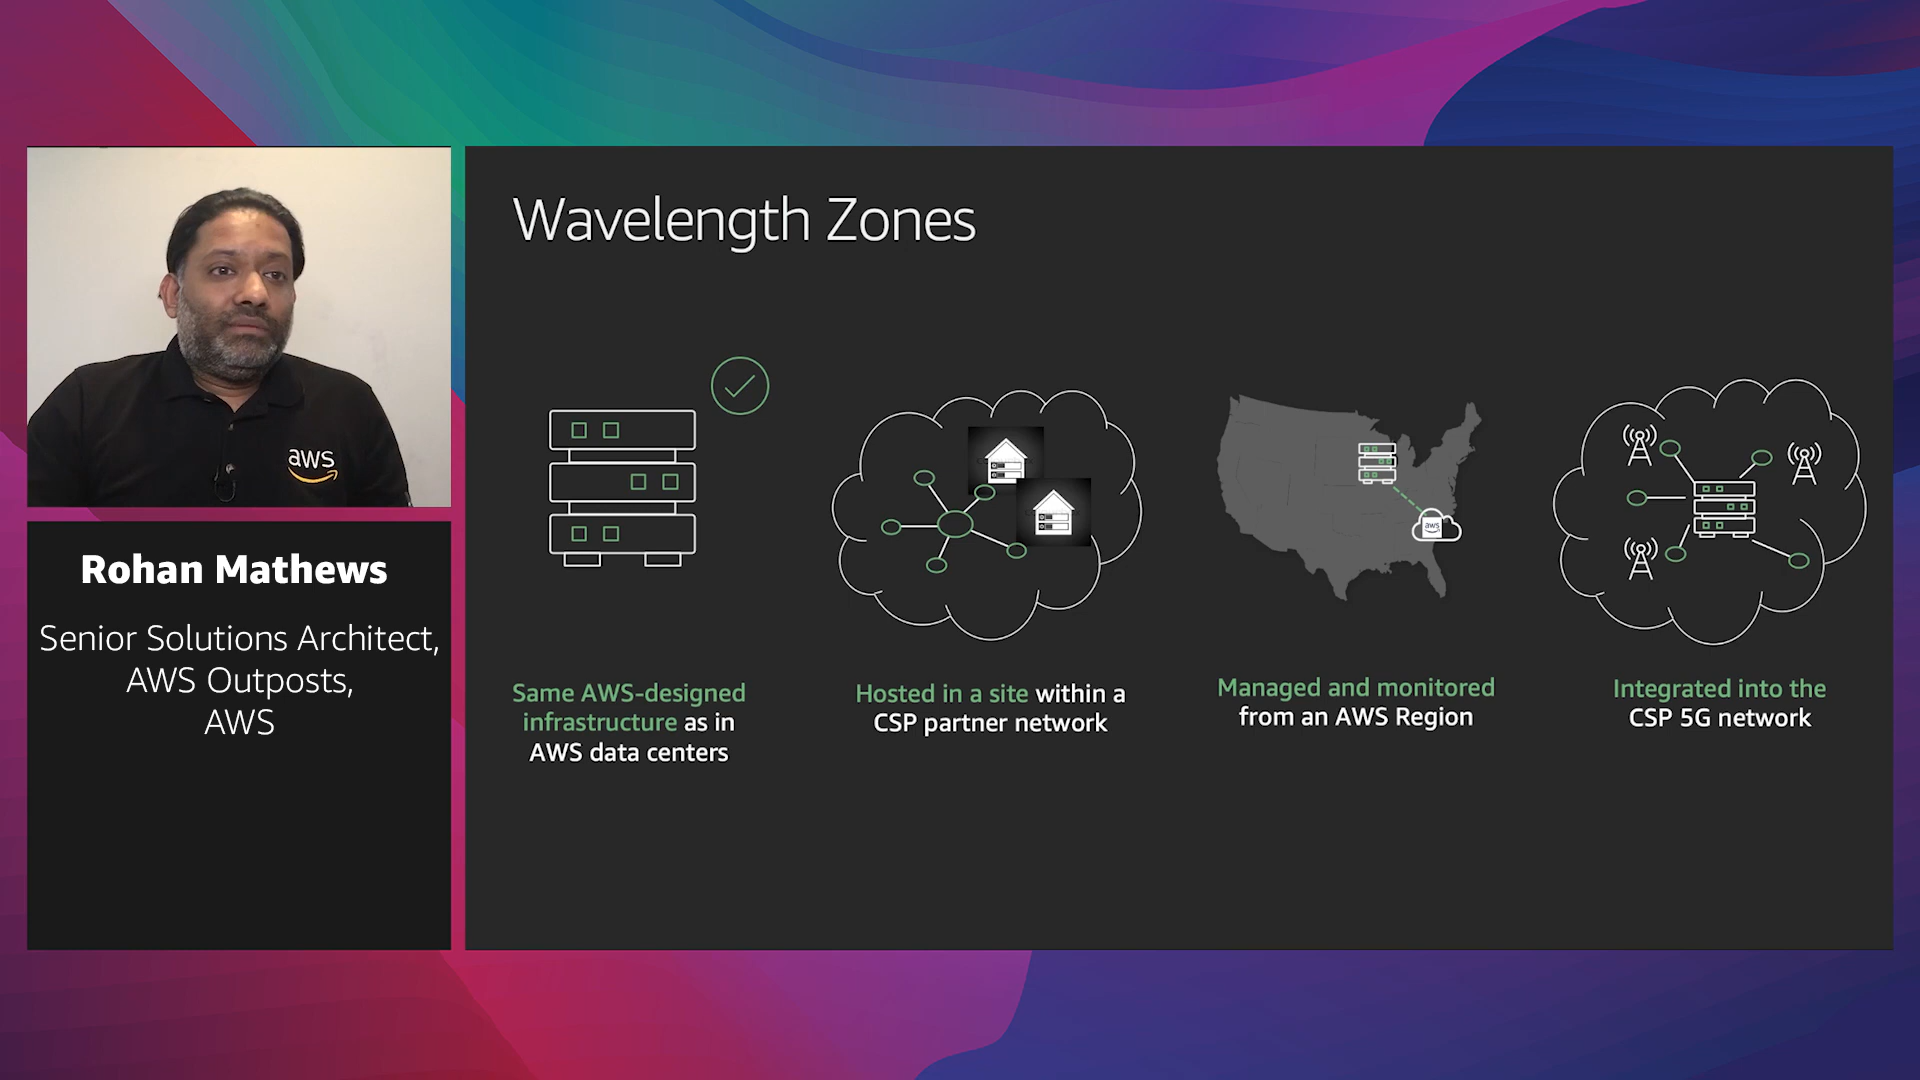 Wavelength Zones
aws
Rohan Mathews
Senior Solutions Architect,
AWS Outposts,
AWS
Same AWS-designed
infrastructure as in
AWS data centers
Hosted in a site within a
CSP partner network
aws
Managed and monitored
from an AWS Region
Integrated into the
CSP 5G network